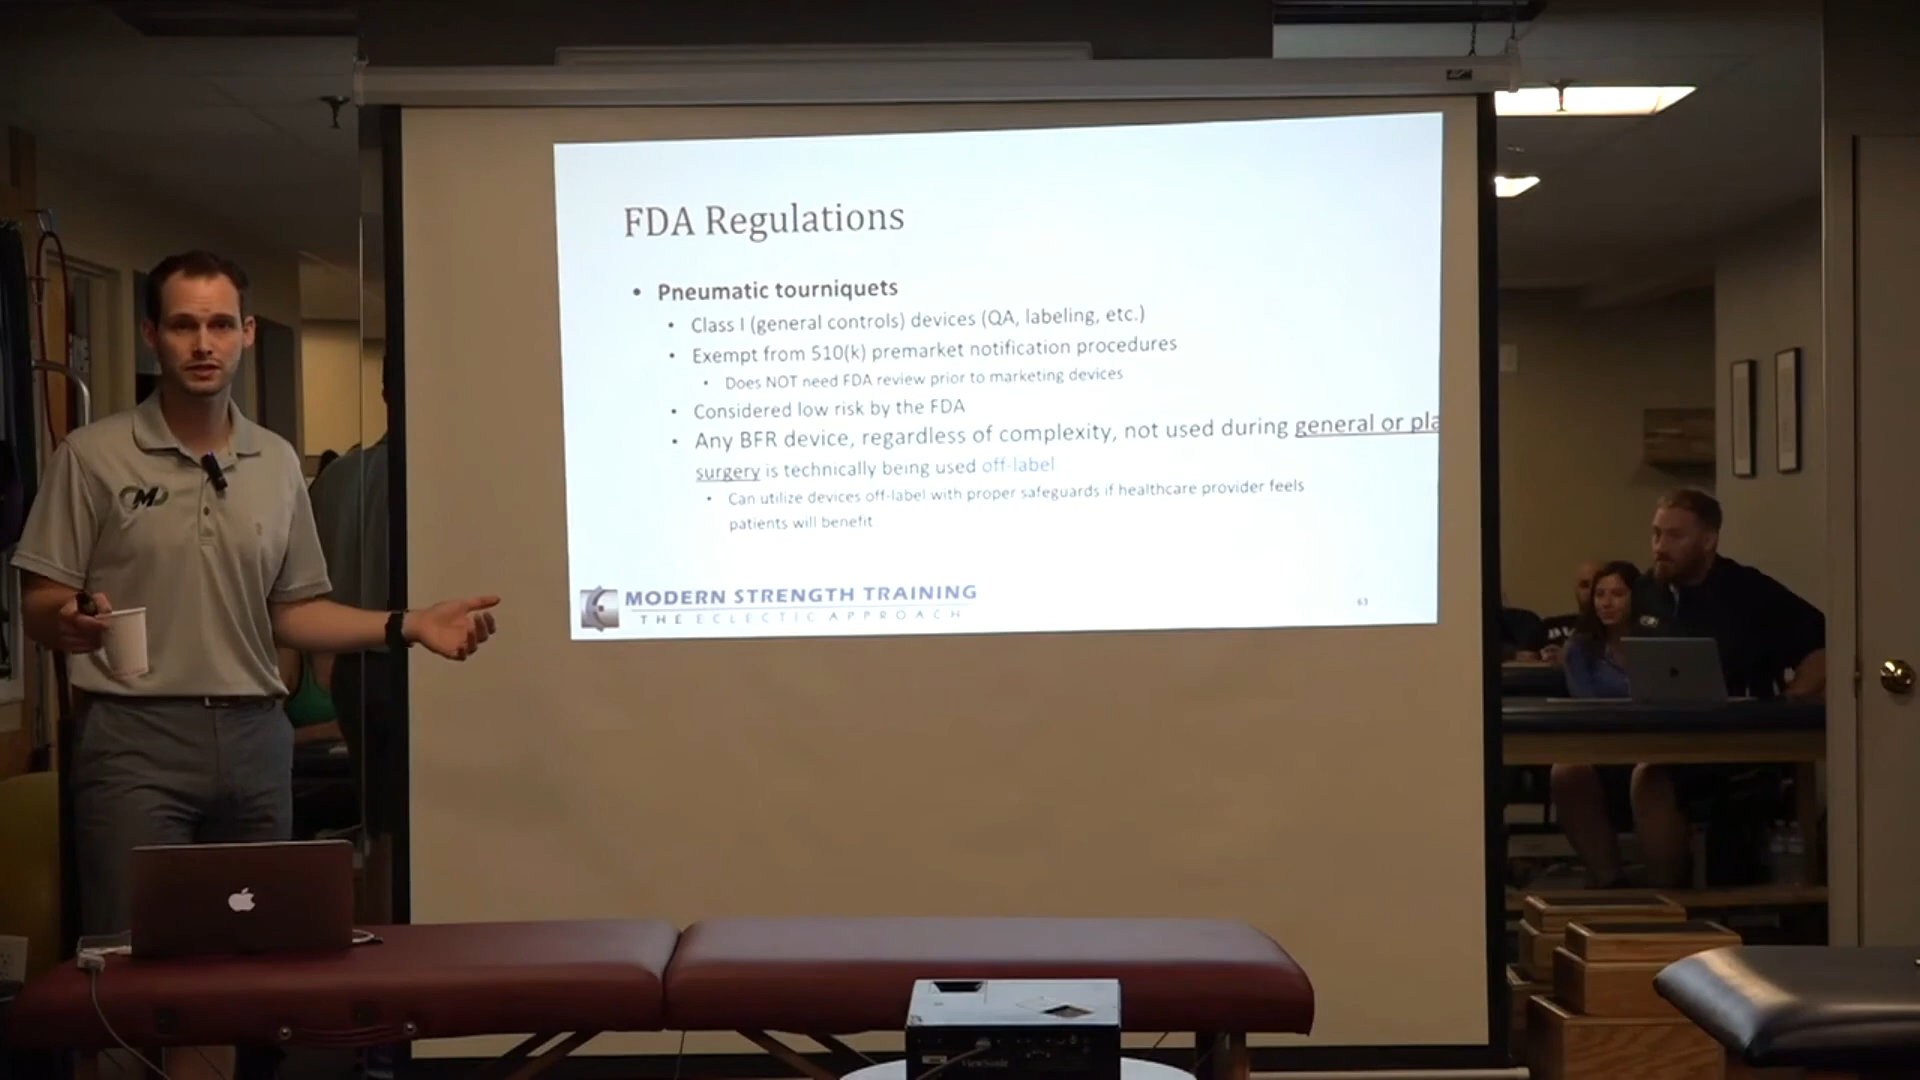 FDA Regulations
• Pneumatic tourniquets
• Class I (general controls) devices (QA, labeling, etc.)
• Exempt from 510(k) premarket notification procedures
• Does NOT need FDA review prior to marketing devices
• Considered low risk by the FDA
• Any BFR device, regardless of complexity, not used during general or pla
surgery is technically being used off-label
• Can utilize devices off-label with proper safeguards if healthcare provider feels
patients will benefit
MODERN STRENGTH TRAINING
THE ECLECTIC APPROACH
63
M
ViewSonic